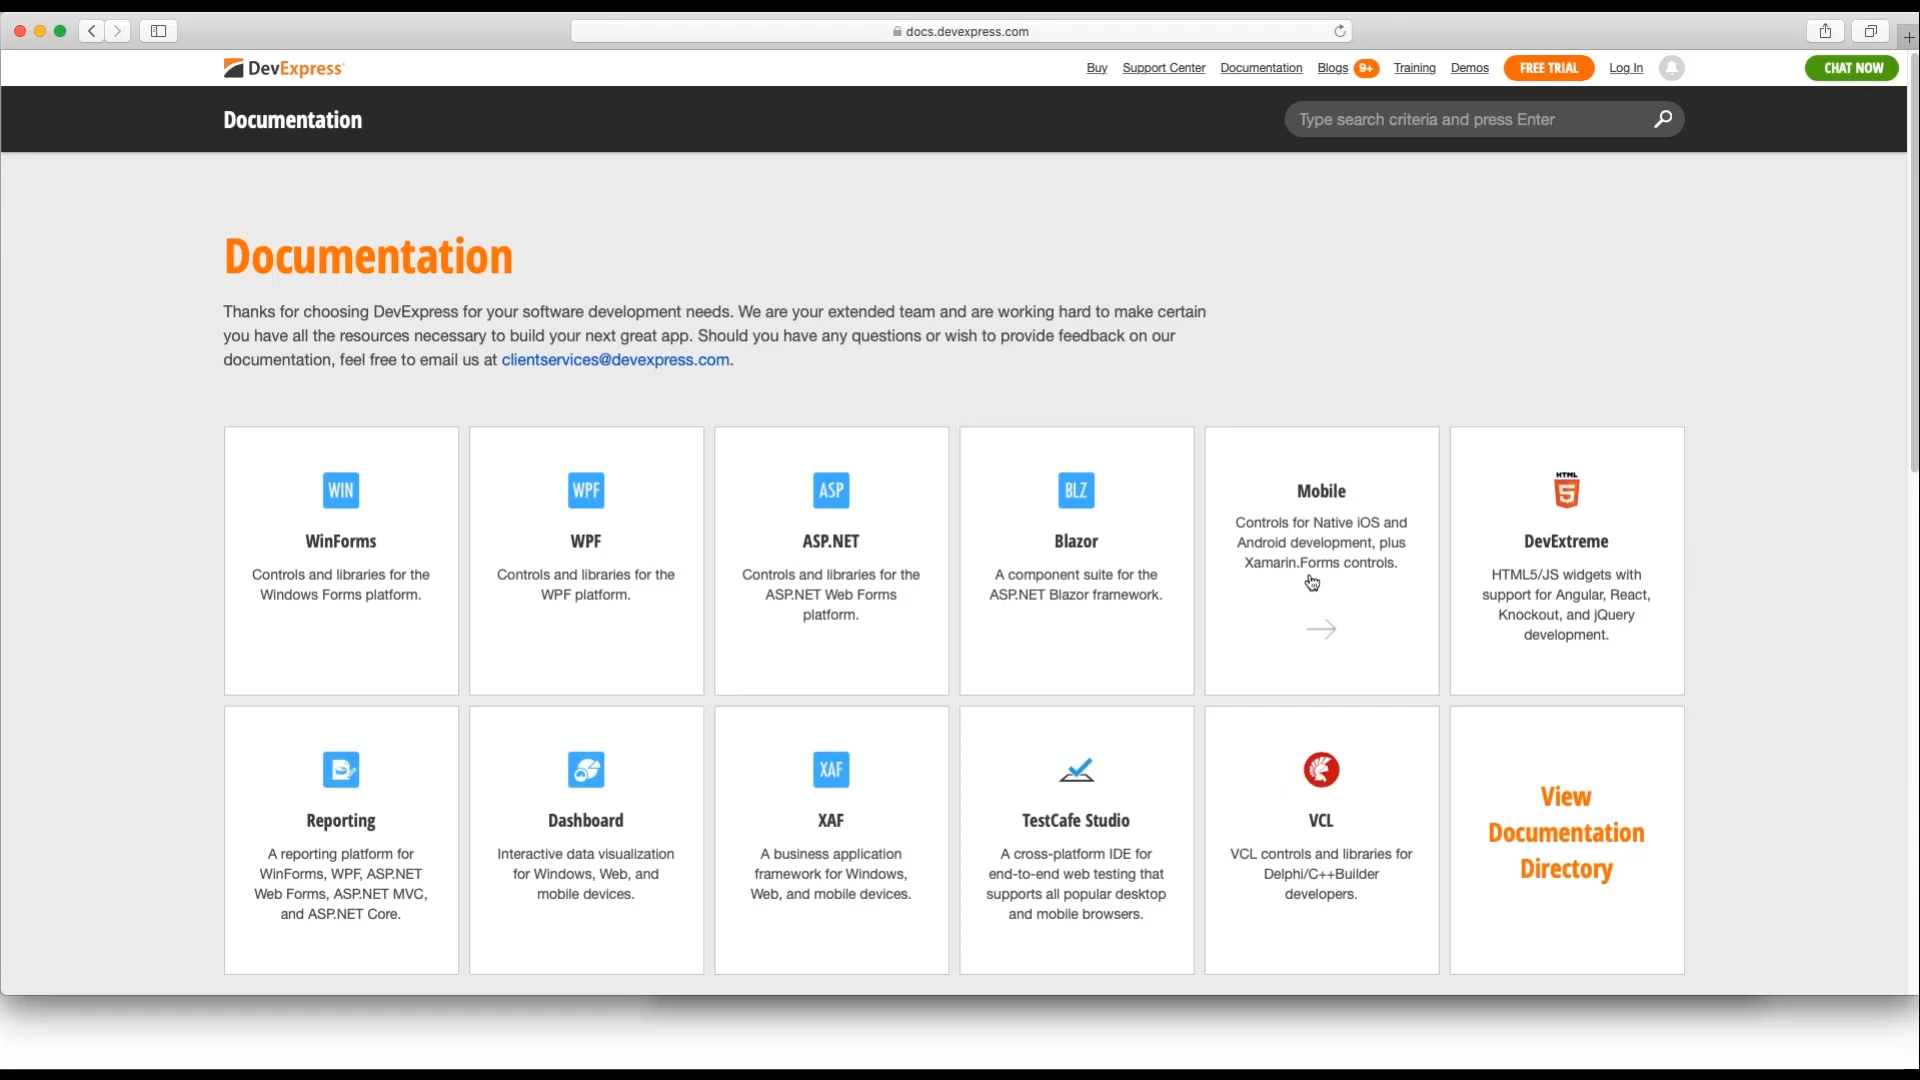 docs.devexpress.com
DevExpress
Buy
Support Center
Documentation
Blogs
9+
Training
Demos
FREE TRIAL
Log In
CHAT NOW
Documentation
Type search criteria and press Enter
Documentation
Thanks for choosing DevExpress for your software development needs. We are your extended team and are working hard to make certain
you have all the resources necessary to build your next great app. Should you have any questions or wish to provide feedback on our
documentation, feel free to email us at clientservices@devexpress.com.
WIN
WinForms
Controls and libraries for the
Windows Forms platform.
WPF
WPF
Controls and libraries for the
WPF platform.
ASP
ASP.NET
Controls and libraries for the
ASP.NET Web Forms
platform.
BLZ
Blazor
A component suite for the
ASP.NET Blazor framework.
Mobile
Controls for Native iOS and
Android development, plus
Xamarin.Forms controls.
HTML
5
DevExtreme
HTML5/JS widgets with
support for Angular, React,
Knockout, and jQuery
development.
Reporting
A reporting platform for
WinForms, WPF, ASP.NET
Web Forms, ASP.NET MVC,
and ASP.NET Core.
Dashboard
Interactive data visualization
for Windows, Web, and
mobile devices.
XAF
XAF
A business application
framework for Windows,
Web, and mobile devices.
TestCafe Studio
A cross-platform IDE for
end-to-end web testing that
supports all popular desktop
and mobile browsers.
VCL
VCL controls and libraries for
Delphi/C++Builder
developers.
View
Documentation
Directory